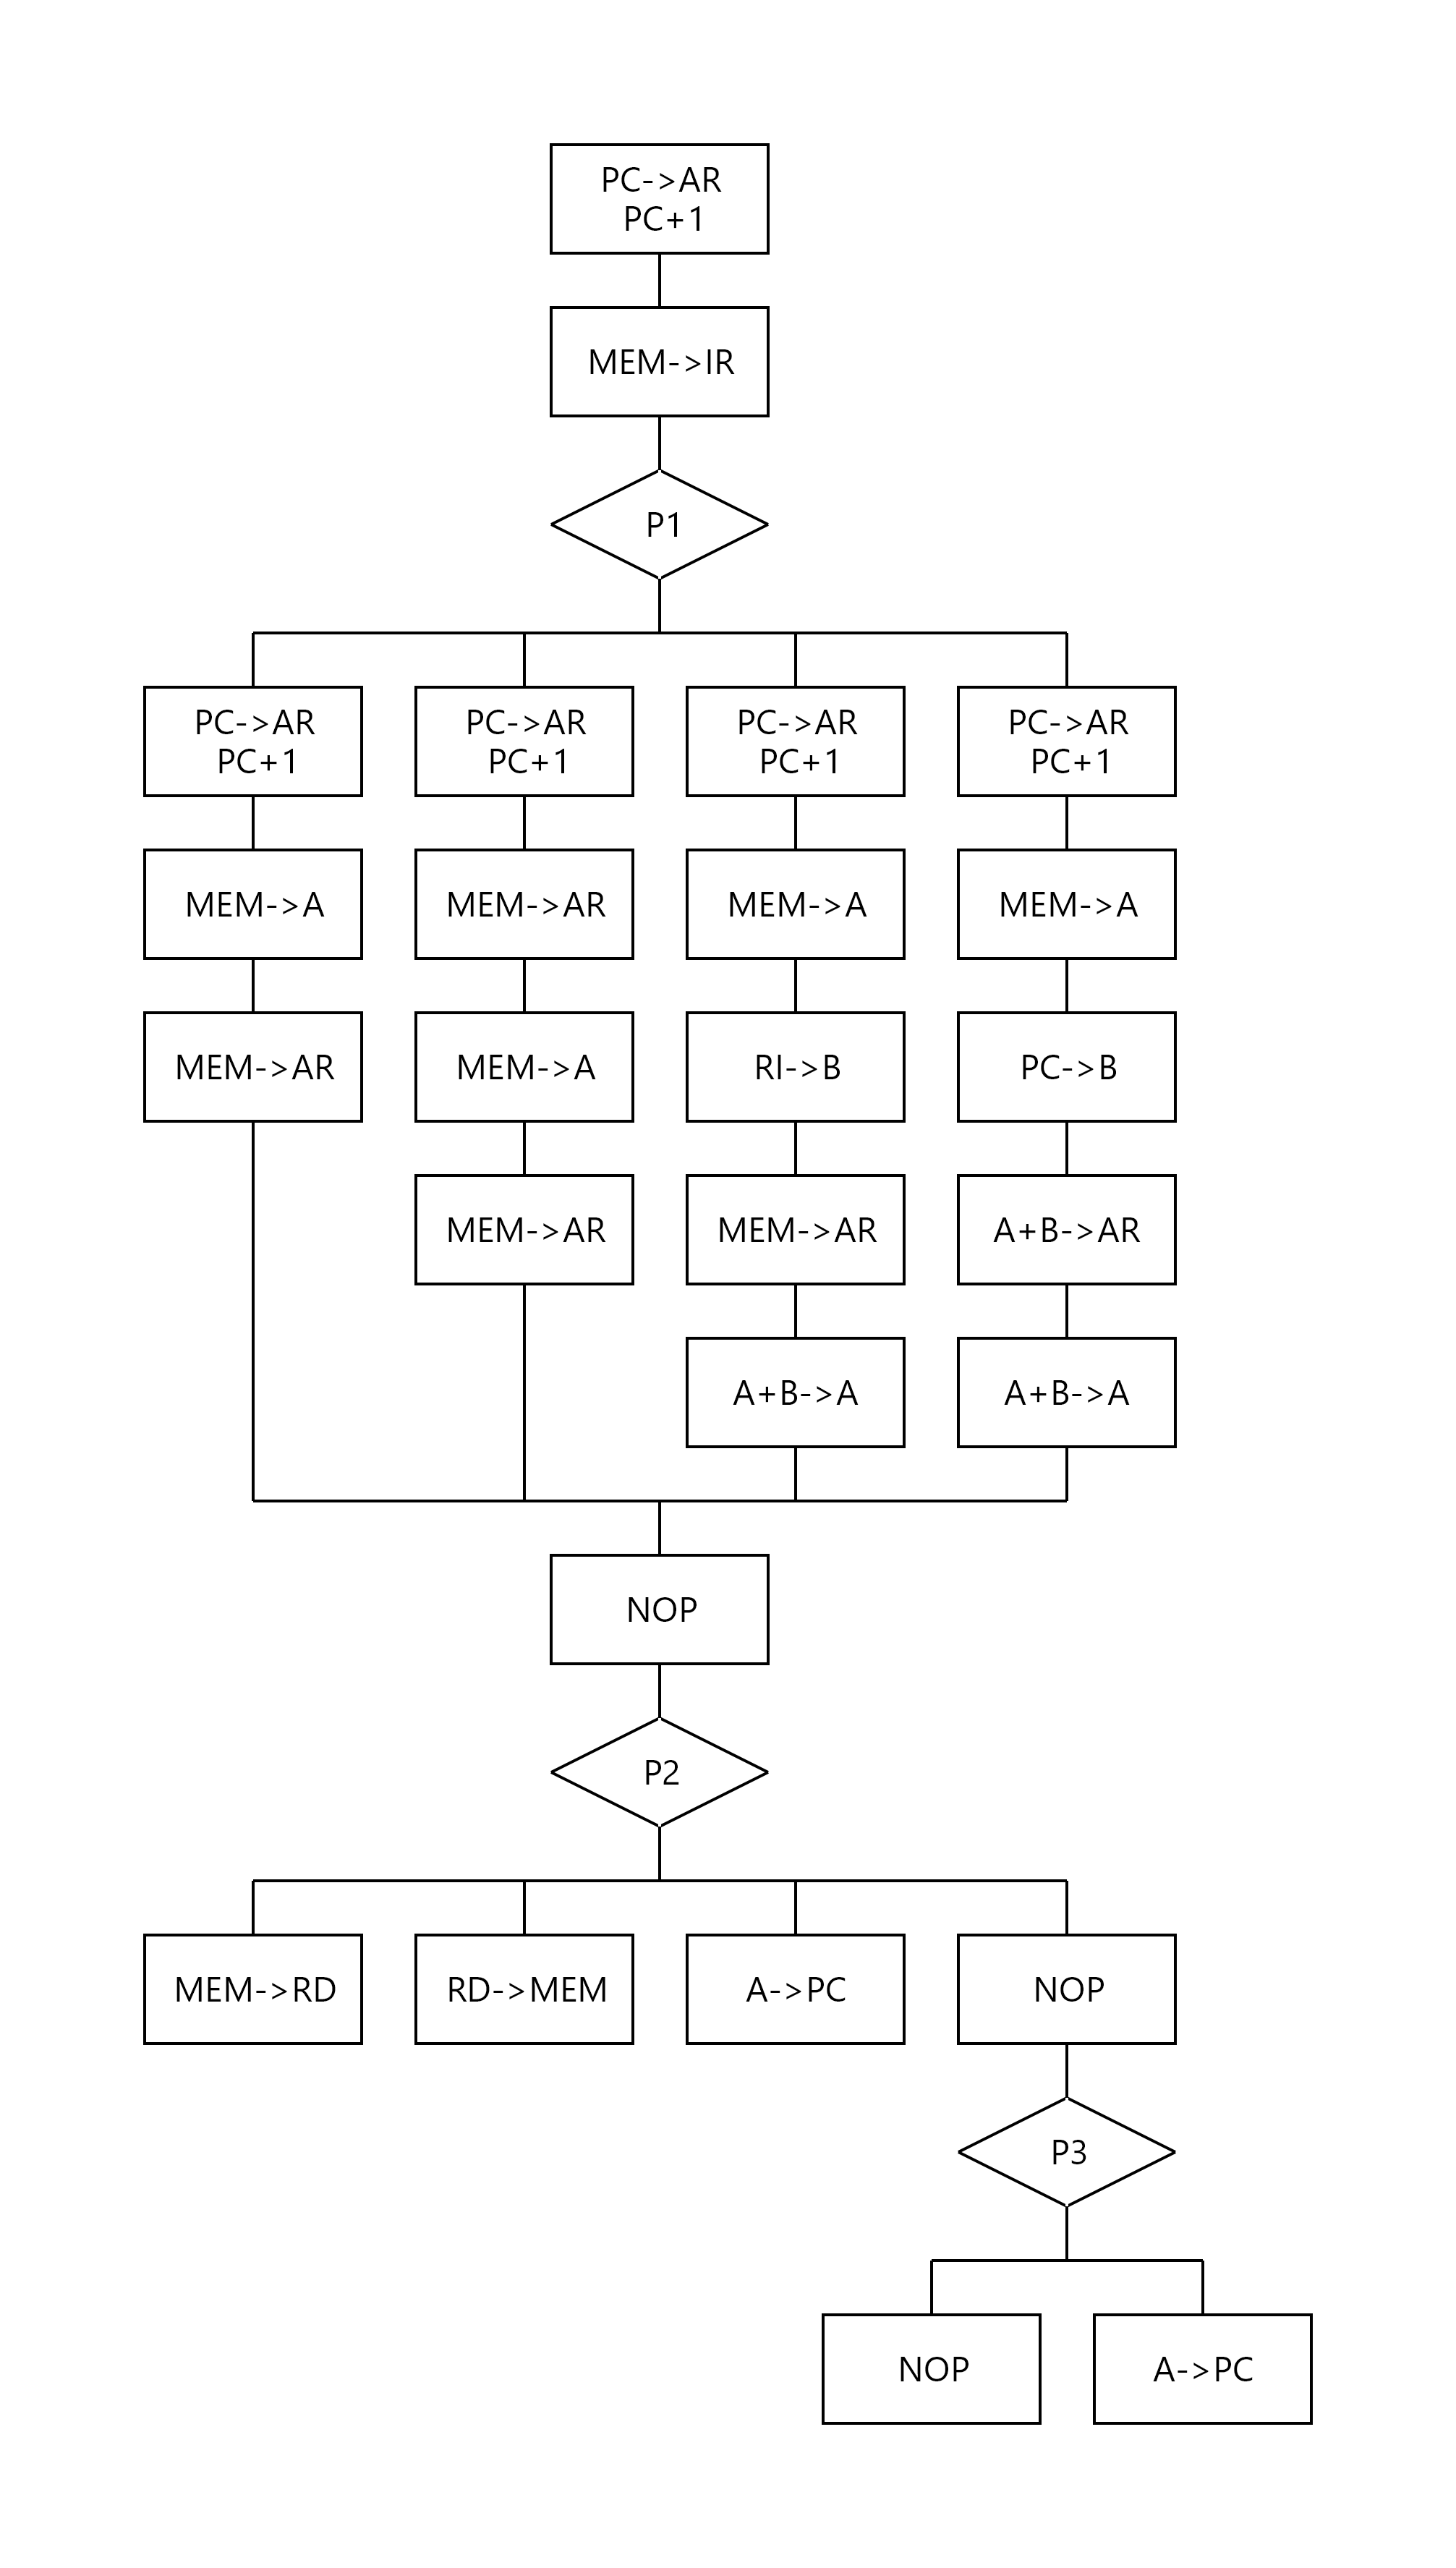 PC->AR
PC+1
MEM->IR
P1
PC->AR
PC+1
PC->AR
PC+1
PC->AR
PC+1
PC->AR
PC+1
MEM->A
MEM->AR
MEM->A
MEM->A
MEM->AR
MEM->A
RI->B
PC->B
MEM->AR
MEM->AR
A+B->AR
A+B->A
A+B->A
NOP
P2
MEM->RD
RD->MEM
A->PC
NOP
P3
NOP
A->PC